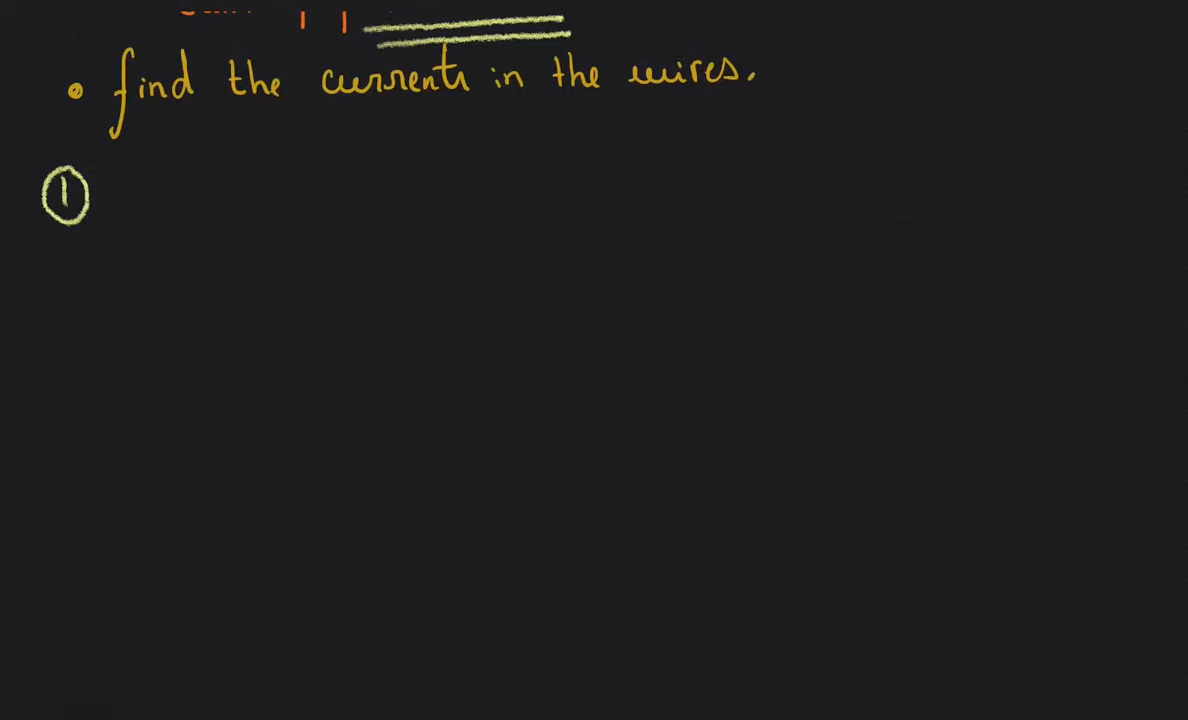 • find the currents in the wires.
①